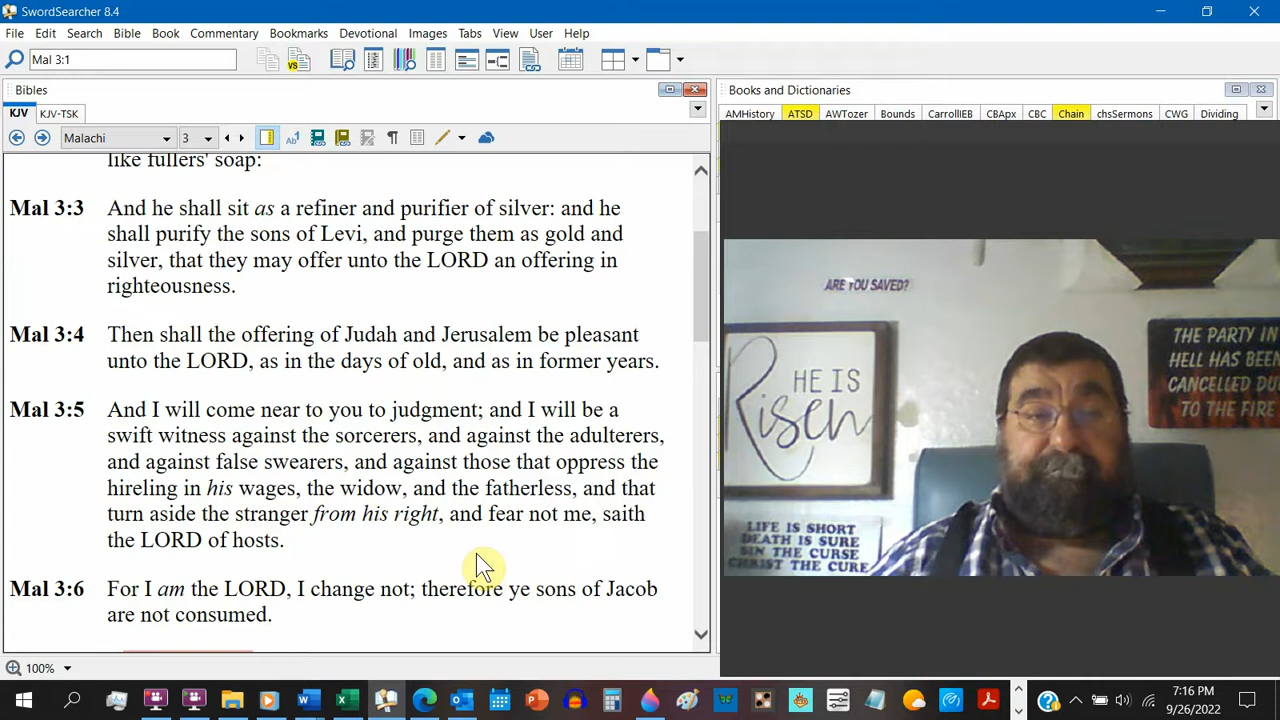 SwordSearcher 8.4
File Edit Search Bible Book Commentary Bookmarks Devotional Images Tabs View User Help
Mal 3:1
Bibles
KJV KJV-TSK
Malachi 3
like fullers' soap:
Mal 3:3 And he shall sit as a refiner and purifier of silver: and he
shall purify the sons of Levi, and purge them as gold and
silver, that they may offer unto the LORD an offering in
righteousness.
Mal 3:4 Then shall the offering of Judah and Jerusalem be pleasant
unto the LORD, as in the days of old, and as in former years.
Mal 3:5 And I will come near to you to judgment; and I will be a
swift witness against the sorcerers, and against the adulterers,
and against false swearers, and against those that oppress the
hireling in his wages, the widow, and the fatherless, and that
turn aside the stranger from his right, and fear not me, saith
the LORD of hosts.
Mal 3:6 For I am the LORD, I change not; therefore ye sons of Jacob
are not consumed.
100%
Books and Dictionaries
AMHistory ATSD AWTozer Bounds CarrollEB CBApx CBC Chain chsSermons CWG Dividing
ARE YOU SAVED?
HE IS
Risen
THE PARTY IN
HELL HAS BEEN
CANCELLED DUE
TO THE FIRE
LIFE IS SHORT
DEATH IS SURE
SIN THE CURSE
CHRIST THE CURE
7:16 PM
9/26/2022